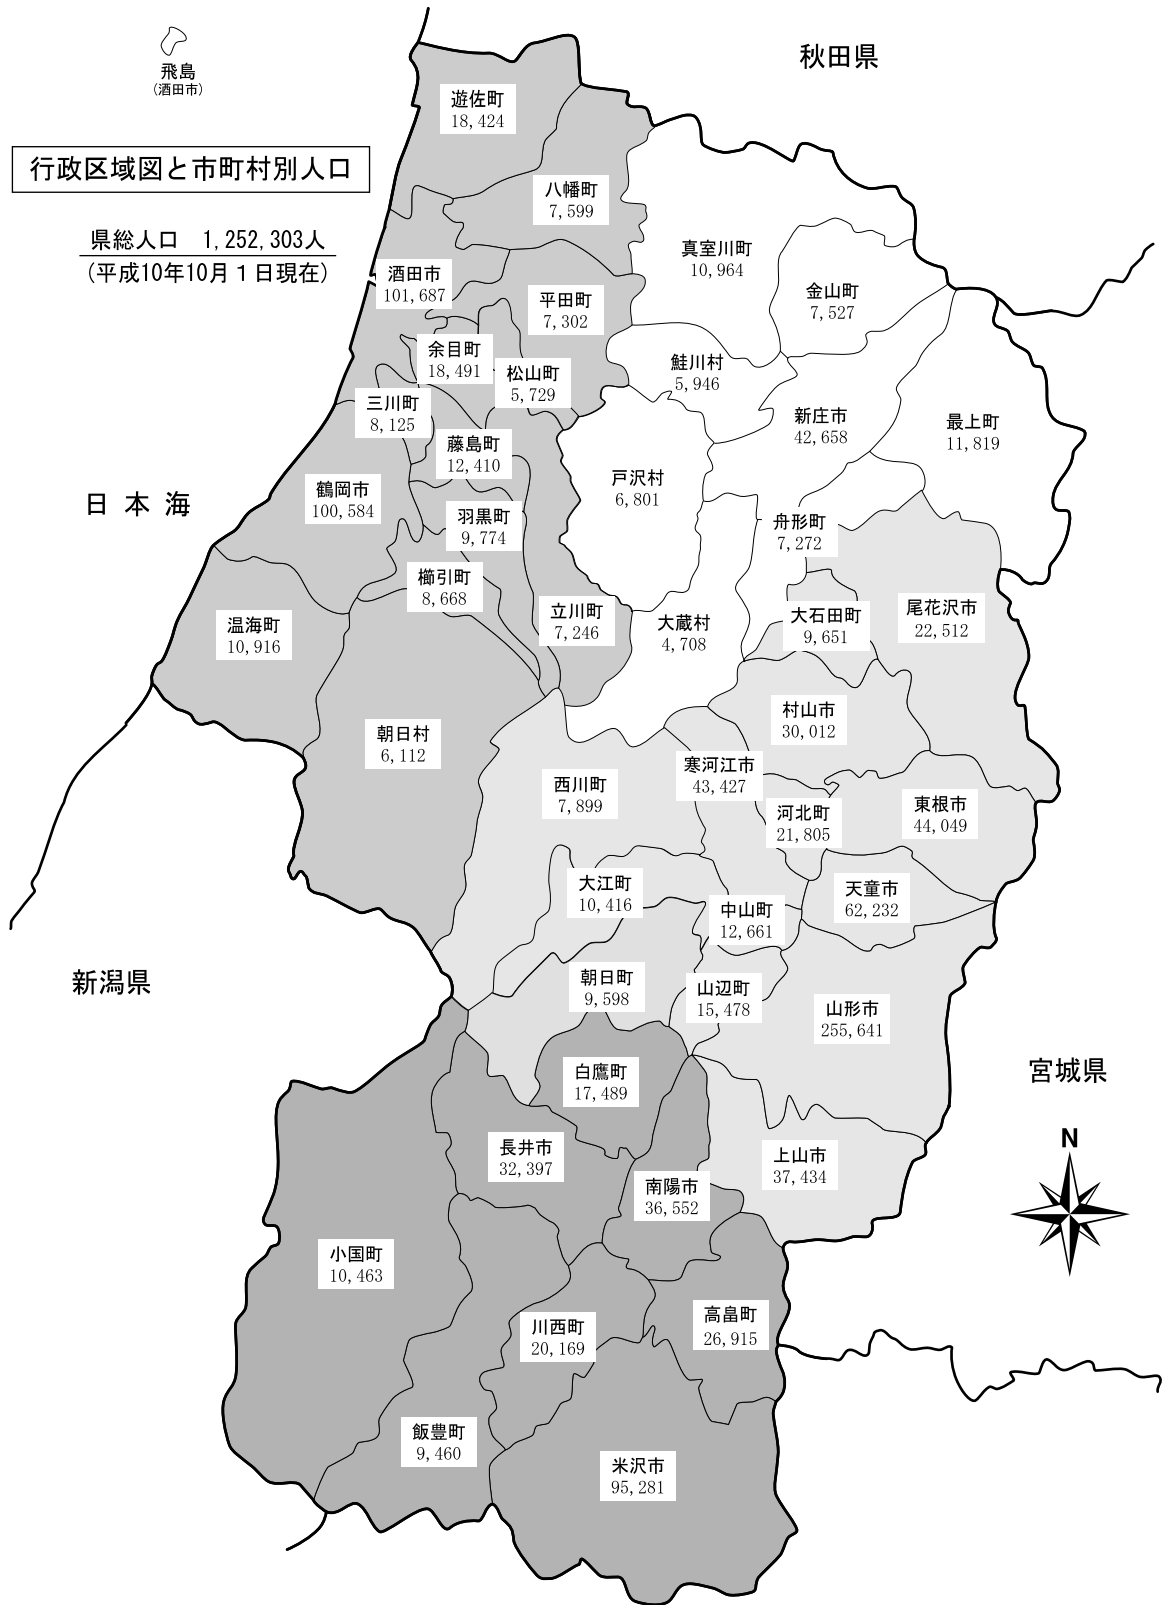 飛島
(酒田市)
秋田県
行政区域図と市町村別人口
県総人口 1,252,303人
(平成10年10月1日現在)
遊佐町
18,424
八幡町
7,599
真室川町
10,964
金山町
7,527
酒田市
101,687
平田町
7,302
余目町
18,491
松山町
5,729
鮭川村
5,946
三川町
8,125
新庄市
42,658
最上町
11,819
藤島町
12,410
戸沢村
6,801
日本海
鶴岡市
100,584
羽黒町
9,774
舟形町
7,272
櫛引町
8,668
温海町
10,916
立川町
7,246
大蔵村
4,708
大石田町
9,651
尾花沢市
22,512
村山市
30,012
朝日村
6,112
西川町
7,899
寒河江市
43,427
河北町
21,805
東根市
44,049
大江町
10,416
中山町
12,661
天童市
62,232
新潟県
朝日町
9,598
山辺町
15,478
山形市
255,641
宮城県
白鷹町
17,489
長井市
32,397
上山市
37,434
N
南陽市
36,552
小国町
10,463
川西町
20,169
高畠町
26,915
飯豊町
9,460
米沢市
95,281